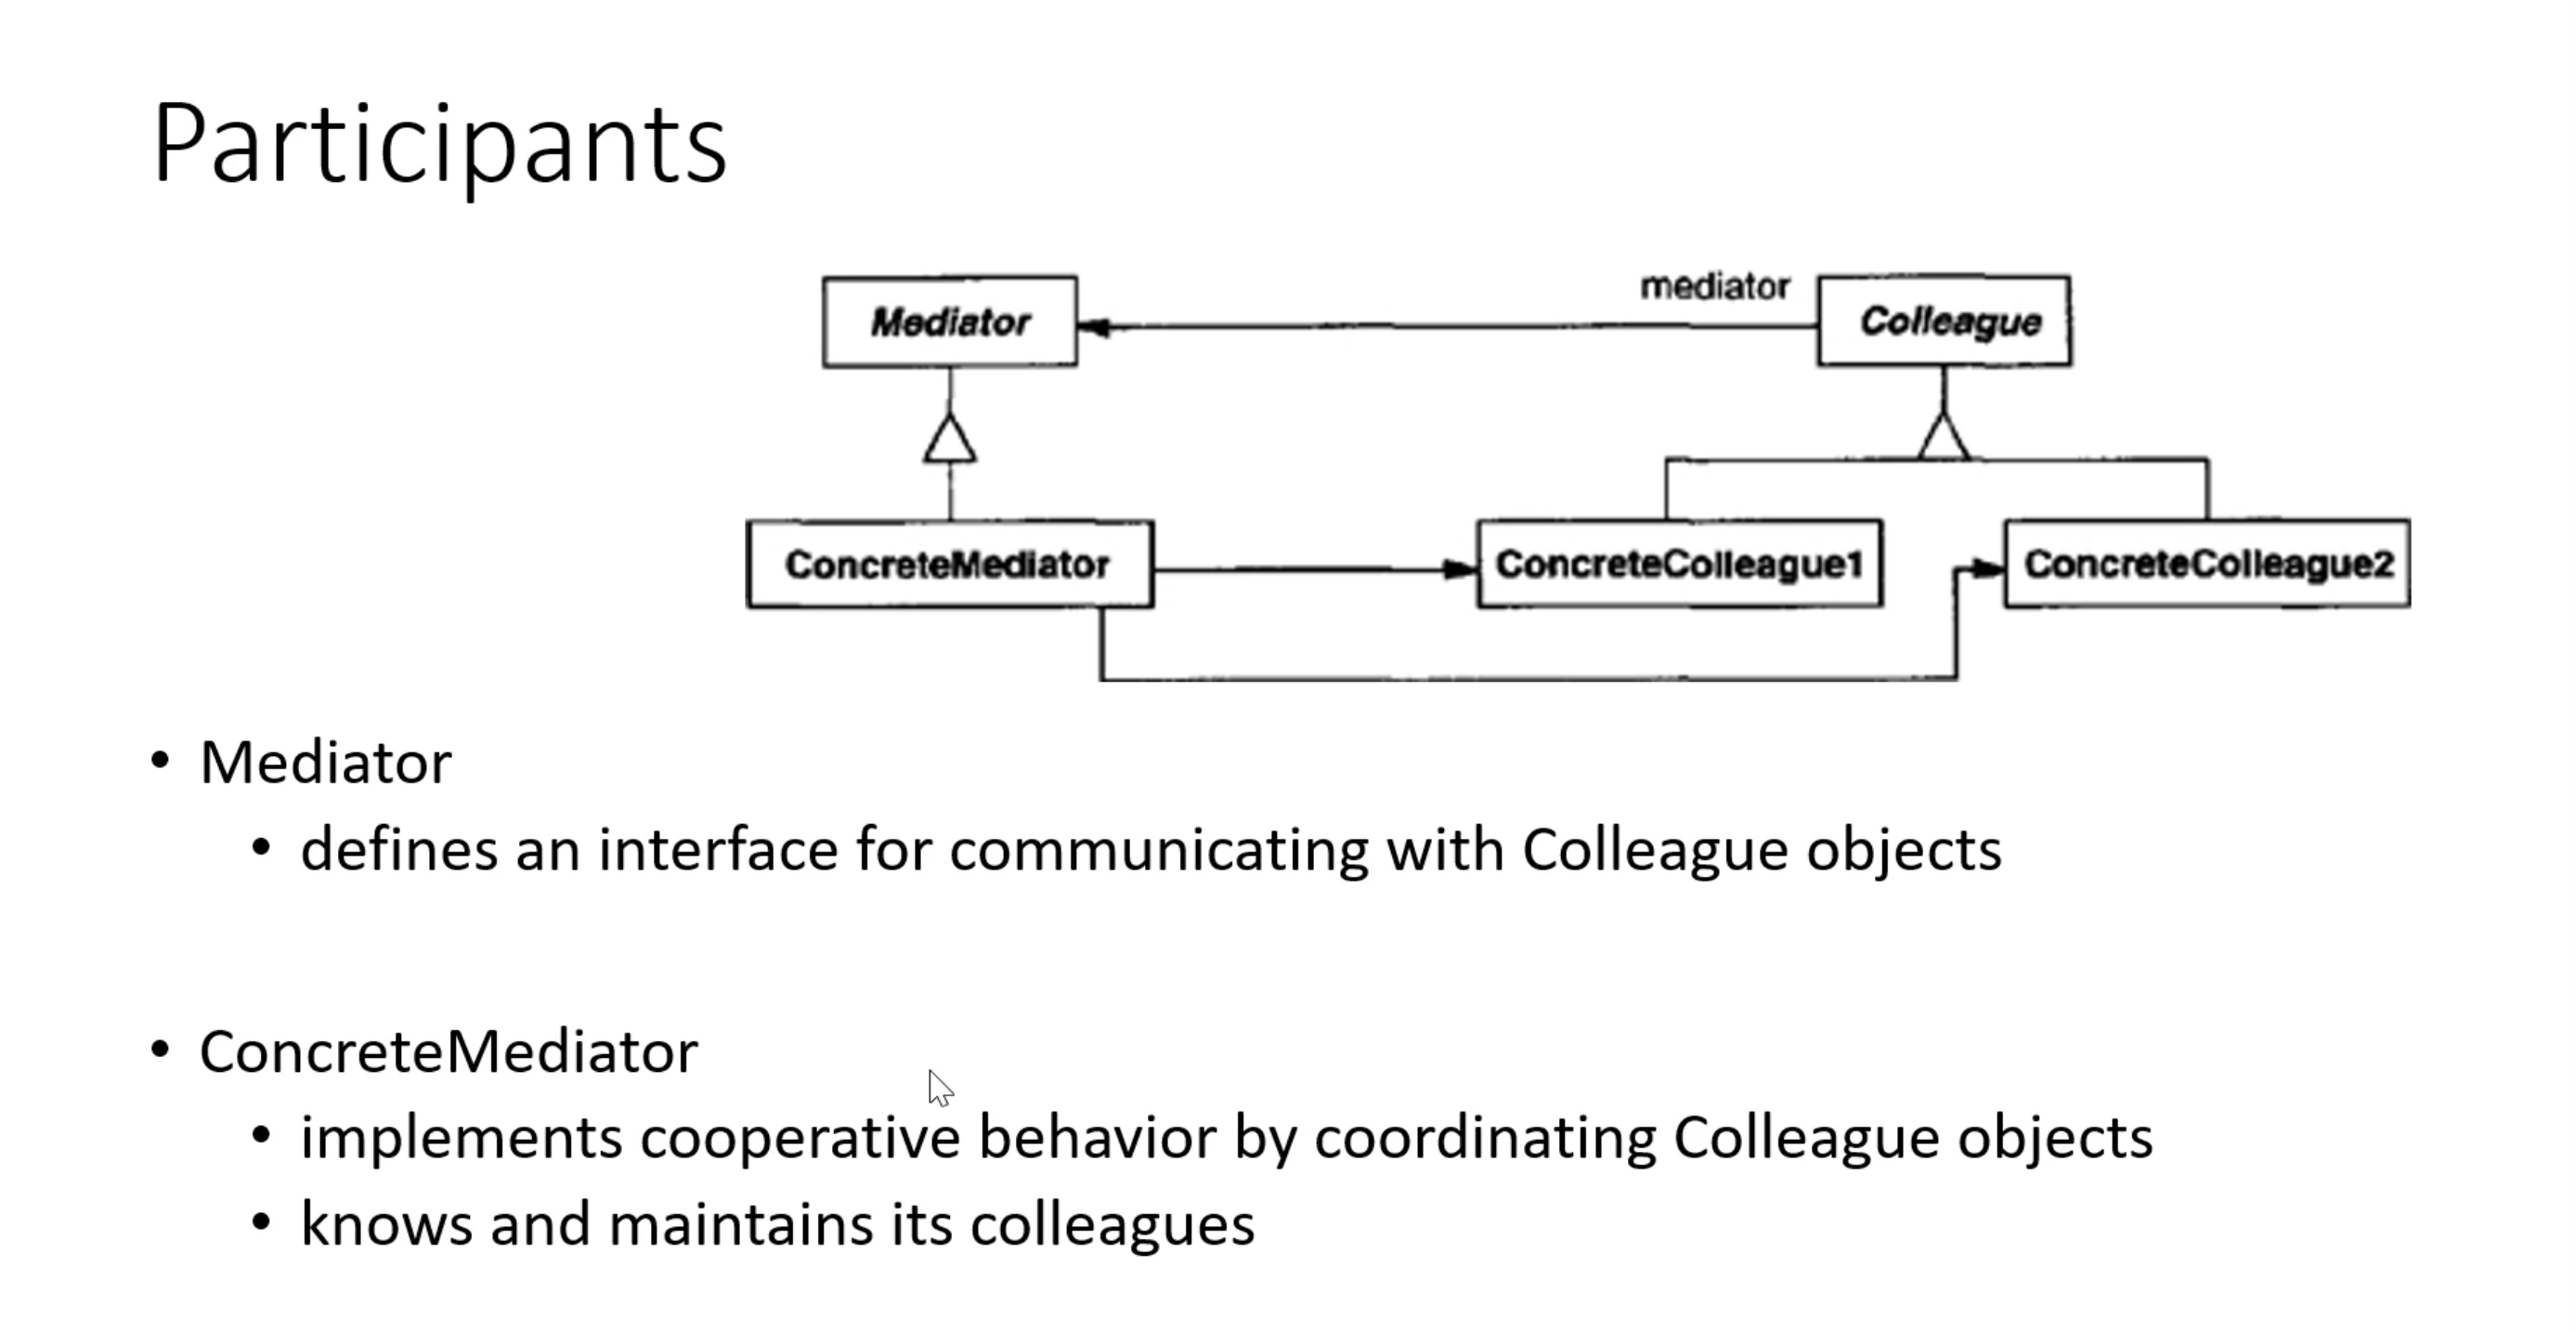 Participants
mediator
Mediator
Colleague
ConcreteMediator
ConcreteColleague1
ConcreteColleague2
• Mediator
• defines an interface for communicating with Colleague objects
• ConcreteMediator
• implements cooperative behavior by coordinating Colleague objects
• knows and maintains its colleagues